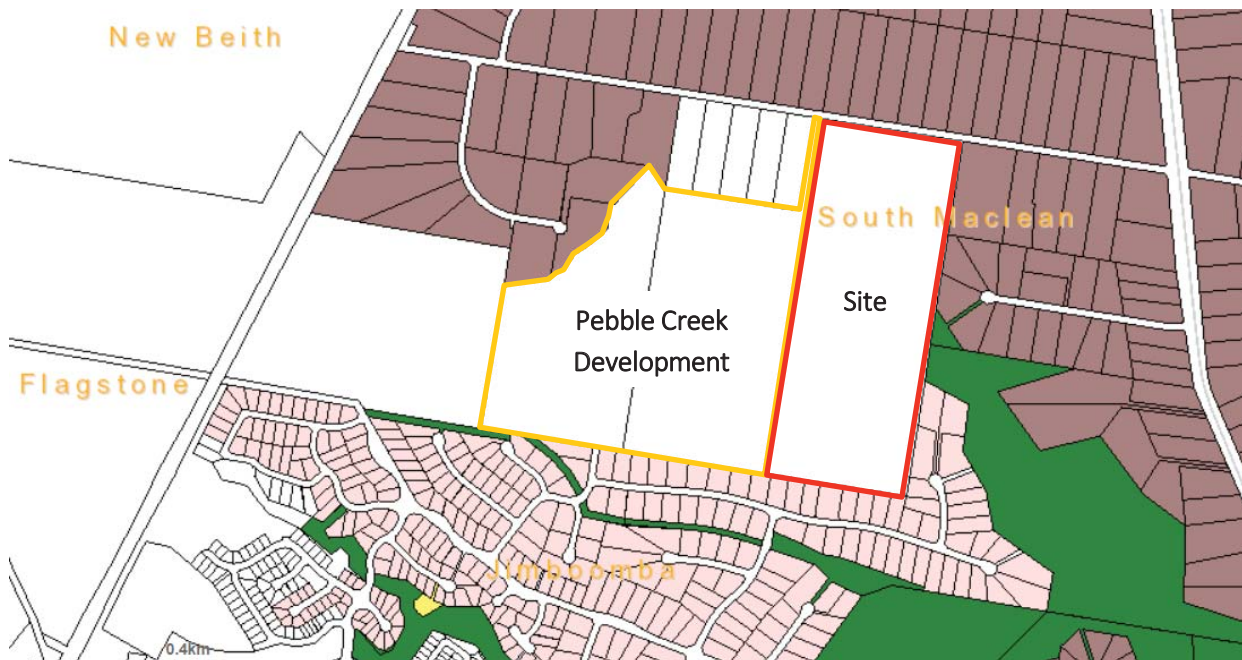 New Beith
South Maclean
Site
Pebble Creek
Development
Flagstone
Jimboomba
0.4km